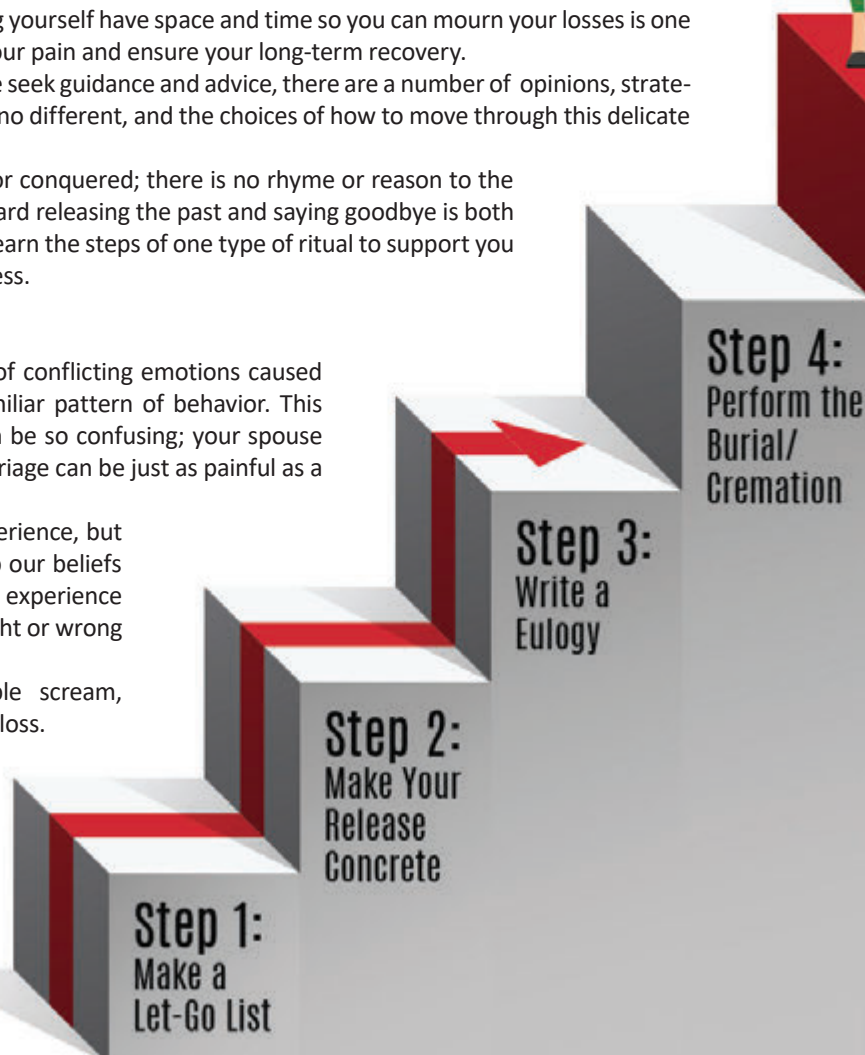 g yourself have space and time so you can mourn your losses is one
our pain and ensure your long-term recovery.
e seek guidance and advice, there are a number of opinions, strate-
no different, and the choices of how to move through this delicate
or conquered; there is no rhyme or reason to the
ard releasing the past and saying goodbye is both
earn the steps of one type of ritual to support you
ess.
of conflicting emotions caused
miliar pattern of behavior. This
n be so confusing; your spouse
riage can be just as painful as a
erience, but
o our beliefs
experience
ght or wrong
ple scream,
loss.
Step 4:
Perform the
Burial/
Cremation
Step 3:
Write a
Eulogy
Step 2:
Make Your
Release
Concrete
Step 1:
Make a
Let-Go List